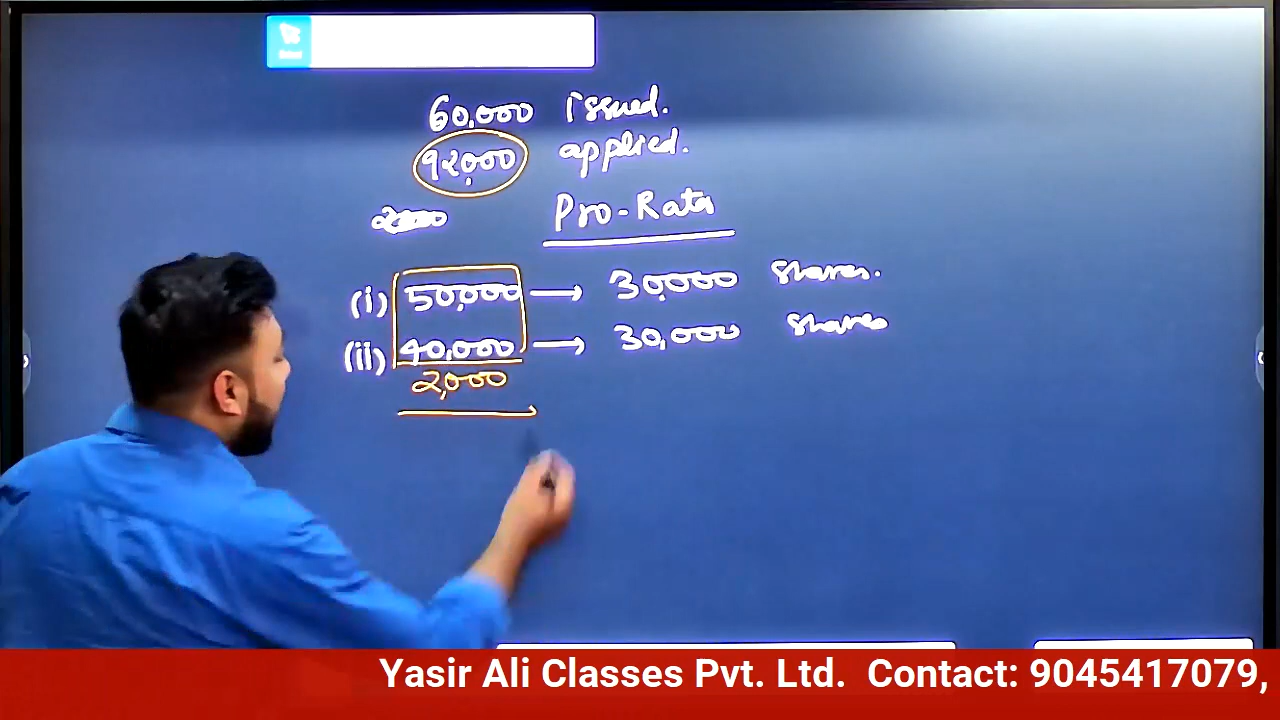 60,000 issued.
92,000 applied.
Pro-Rata
(i) 50,000 → 30,000 shares.
(ii) 40,000 → 30,000 shares
2,000
Yasir Ali Classes Pvt. Ltd. Contact: 9045417079,